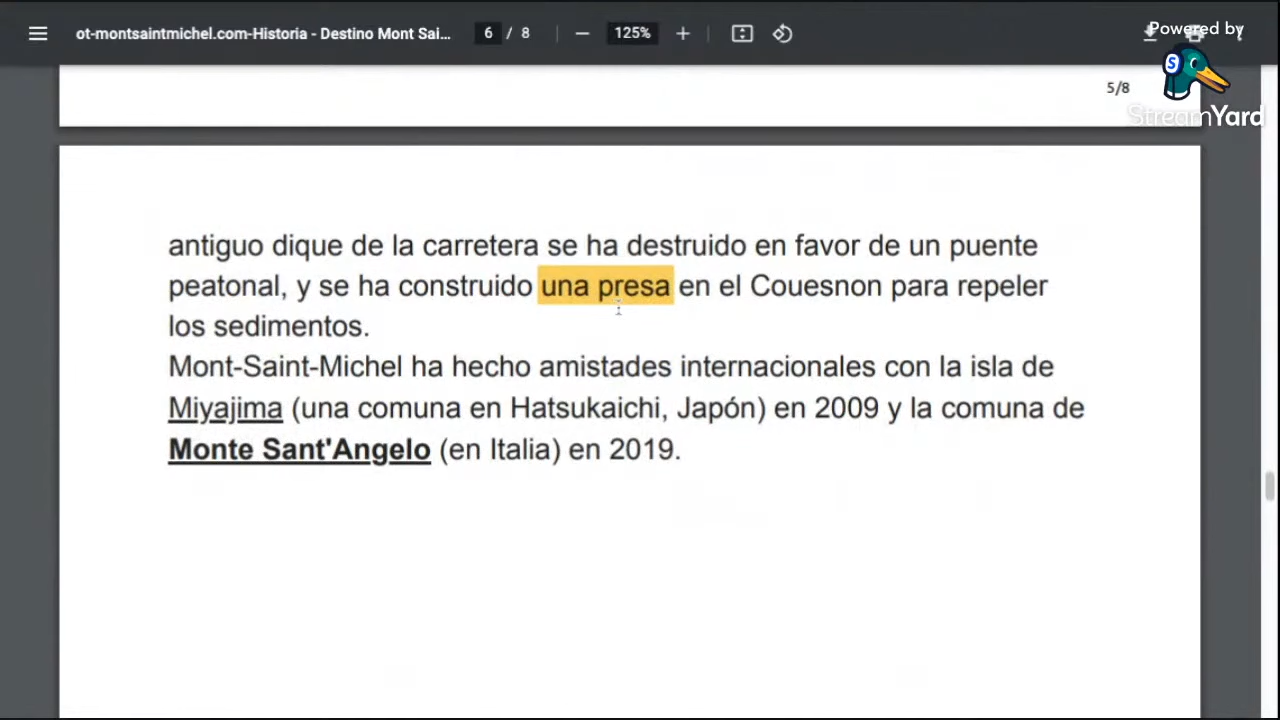 ot-montsaintmichel.com-Historia - Destino Mont Sai... 6 / 8 125%
Powered by
StreamYard
5/8
antiguo dique de la carretera se ha destruido en favor de un puente
peatonal, y se ha construido una presa en el Couesnon para repeler
los sedimentos.
Mont-Saint-Michel ha hecho amistades internacionales con la isla de
Miyajima (una comuna en Hatsukaichi, Japón) en 2009 y la comuna de
Monte Sant'Angelo (en Italia) en 2019.